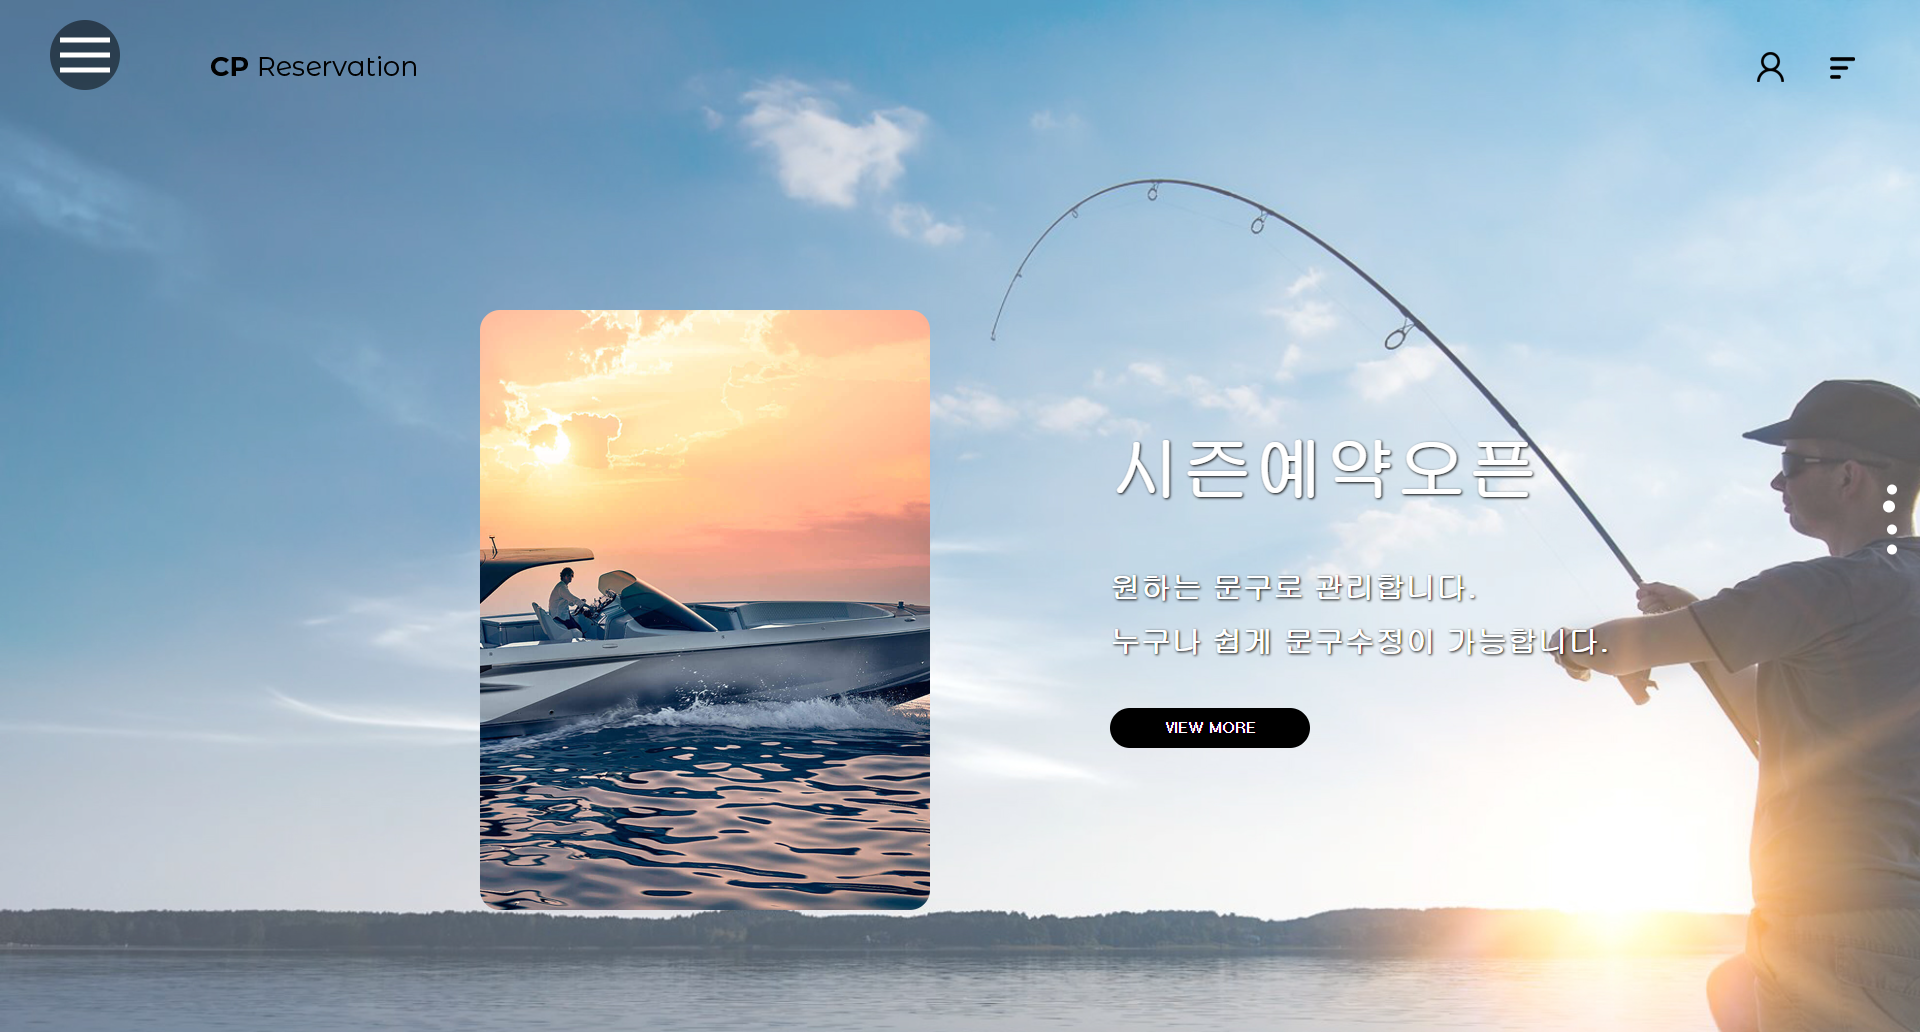 CP Reservation
시즌예약오픈
원하는 문구로 관리합니다.
누구나 쉽게 문구수정이 가능합니다.
VIEW MORE